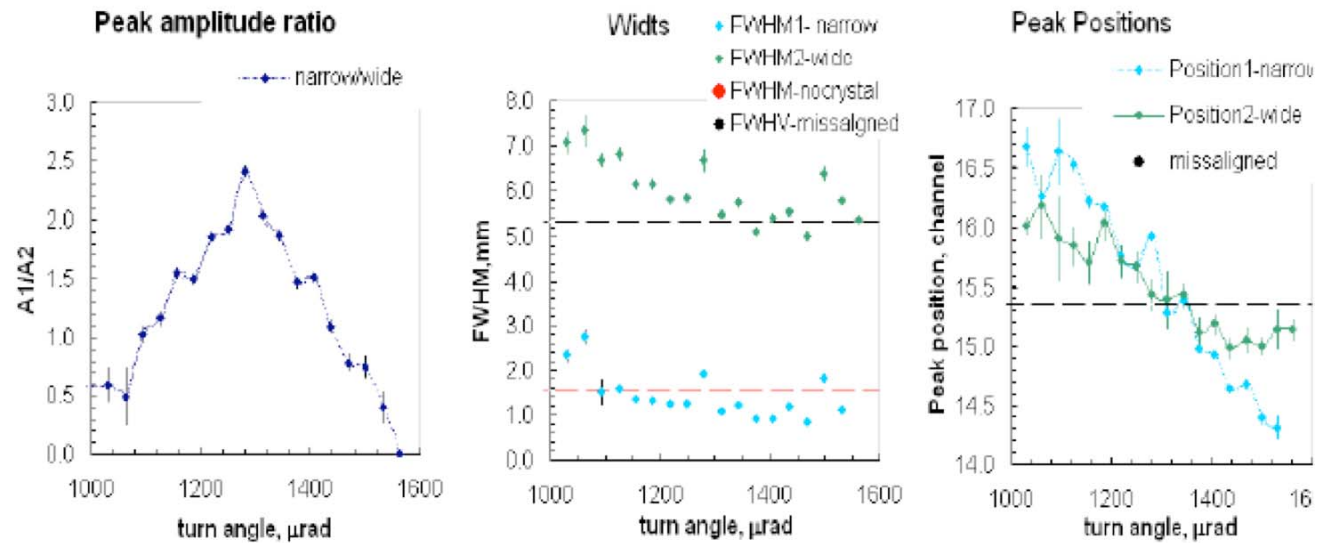 Peak amplitude ratio
narrow/wide
3.0
2.5
2.0
1.5
1.0
0.5
0.0
A1/A2
1000
1200
1400
1600
turn angle, μrad
Widts
FWHM1- narrow
FWHM2-wide
FWHM-nocrystal
FWHV-missaligned
8.0
7.0
6.0
5.0
4.0
3.0
2.0
1.0
0.0
FWHM,mm
1000
1200
1400
1600
turn angle, μrad
Peak Positions
Position1-narrow
Position2-wide
missaligned
17.0
16.5
16.0
15.5
15.0
14.5
14.0
Peak position, channel
1000
1200
1400
16
turn angle, μrad